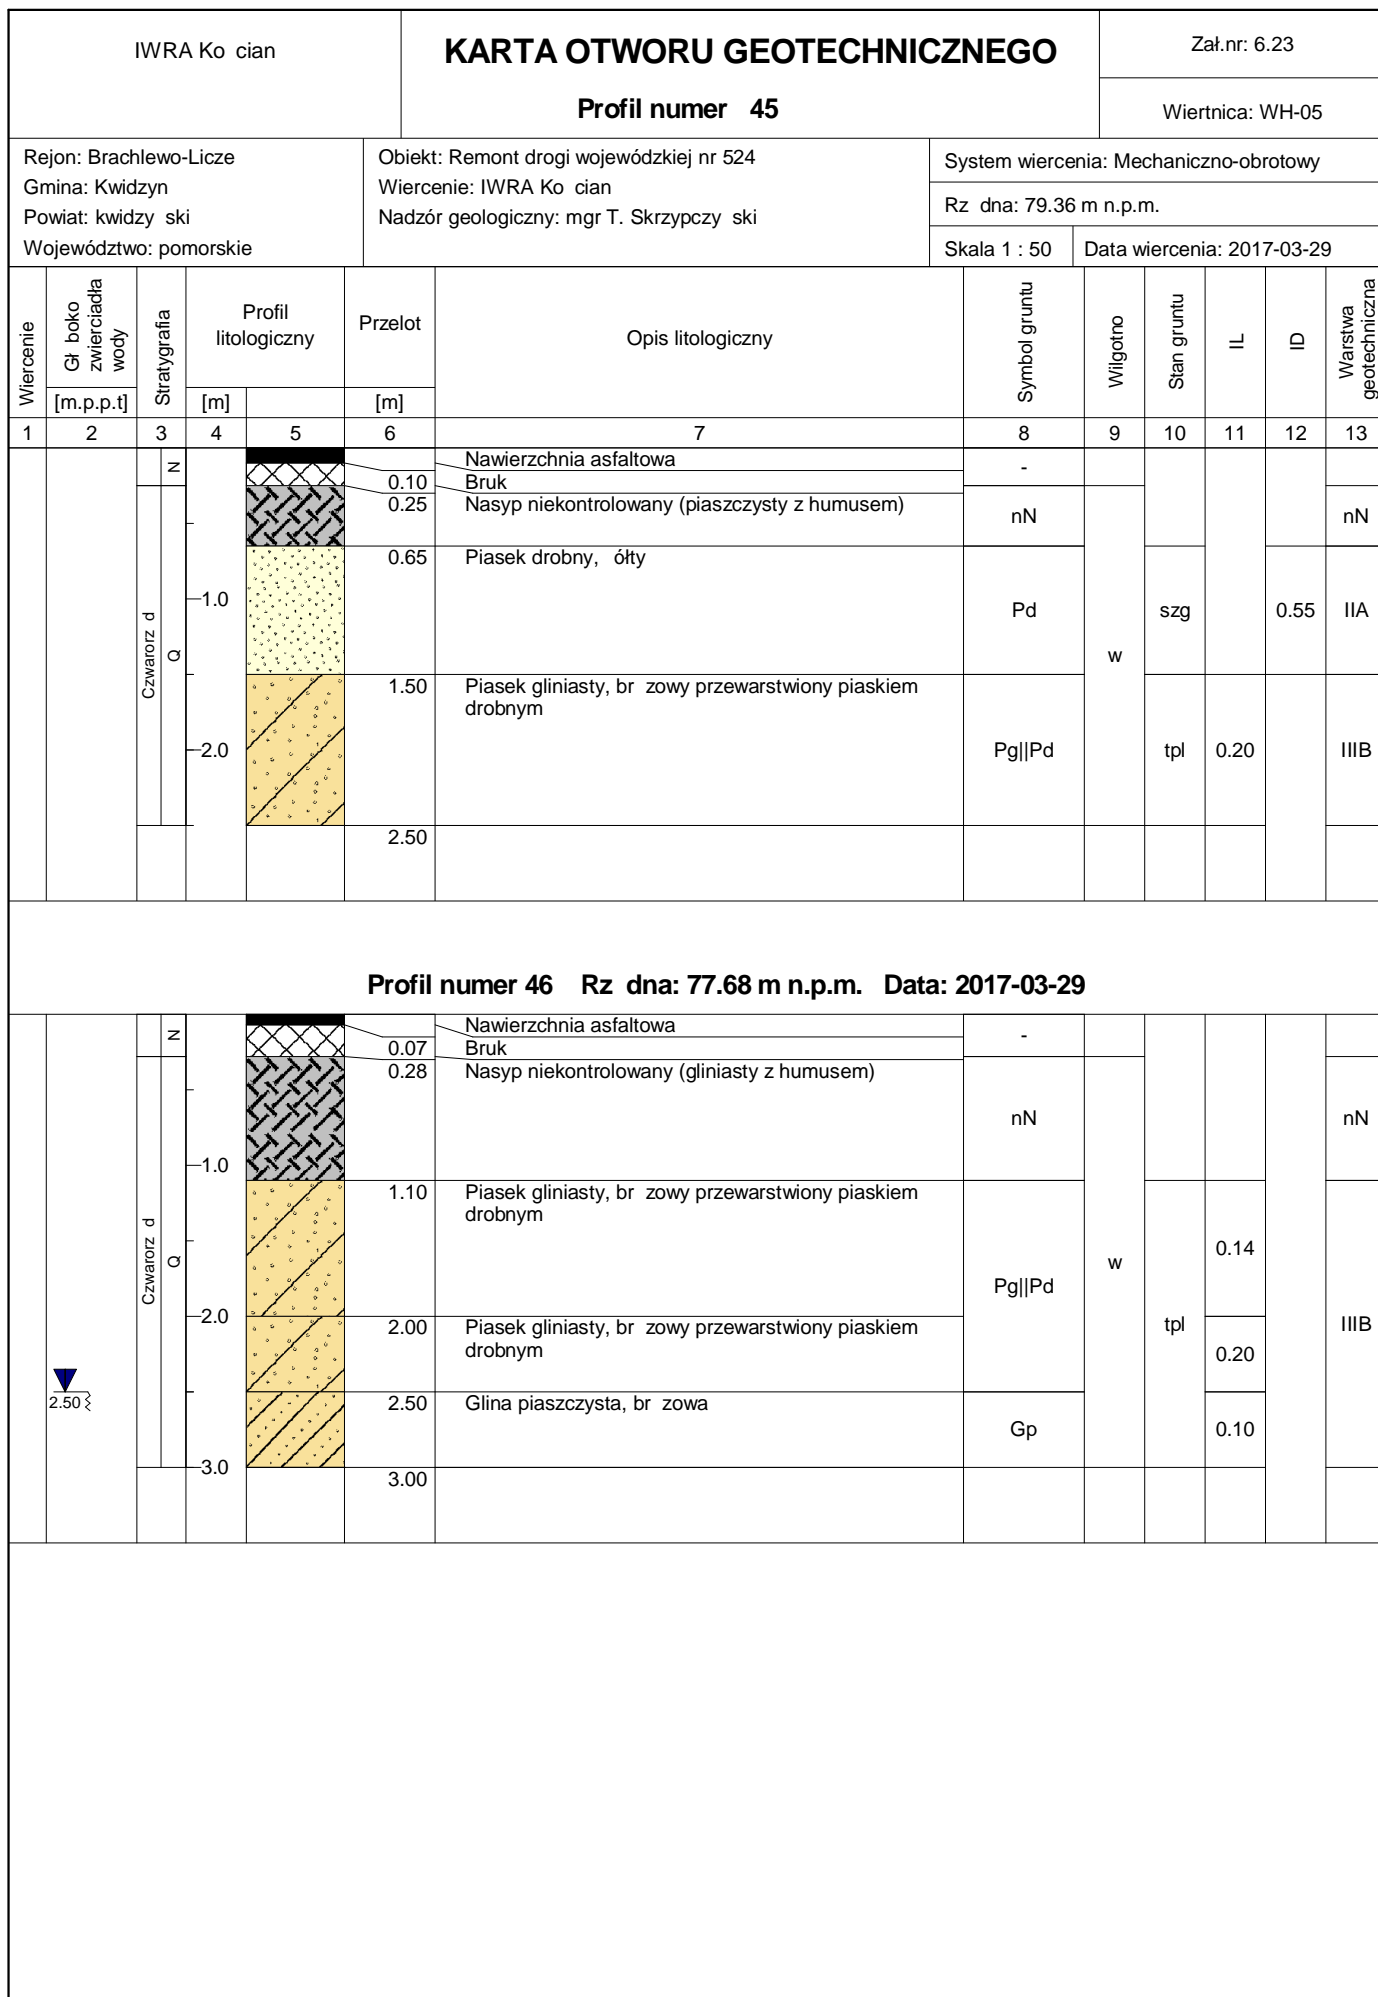 IWRA Ko cian
KARTA OTWORU GEOTECHNICZNEGO
Profil numer 45
Zał.nr: 6.23
Wiertnica: WH-05
Rejon: Brachlewo-Licze
Gmina: Kwidzyn
Powiat: kwidzy ski
Województwo: pomorskie
Obiekt: Remont drogi wojewódzkiej nr 524
Wiercenie: IWRA Ko cian
Nadzór geologiczny: mgr T. Skrzypczy ski
System wiercenia: Mechaniczno-obrotowy
Rz dna: 79.36 m n.p.m.
Skala 1 : 50 Data wiercenia: 2017-03-29
Wiercenie
Gł boko
zwierciadła
wody
[m.p.p.t]
Stratygrafia
Profil
litologiczny
[m]
Przelot
[m]
Opis litologiczny
Symbol gruntu
Wilgotno
Stan gruntu
IL
ID
Warstwa
geotechniczna
1 2 3 4 5 6 7 8 9 10 11 12 13
N
Nawierzchnia asfaltowa
-
0.10 Bruk
0.25 Nasyp niekontrolowany (piaszczysty z humusem)
nN nN
0.65 Piasek drobny, ółty
1.0
Pd szg 0.55 IIA
Czwarorz d
Q
w
1.50 Piasek gliniasty, br zowy przewarstwiony piaskiem
drobnym
2.0
Pg||Pd tpl 0.20 IIIB
2.50
Profil numer 46 Rz dna: 77.68 m n.p.m. Data: 2017-03-29
N
Nawierzchnia asfaltowa
-
0.07 Bruk
0.28 Nasyp niekontrolowany (gliniasty z humusem)
nN nN
1.0
1.10 Piasek gliniasty, br zowy przewarstwiony piaskiem
drobnym
Czwarorz d
Q
0.14
w
Pg||Pd
2.0
2.00 Piasek gliniasty, br zowy przewarstwiony piaskiem
drobnym
tpl IIIB
0.20
2.50
2.50 Glina piaszczysta, br zowa
Gp 0.10
3.0
3.00